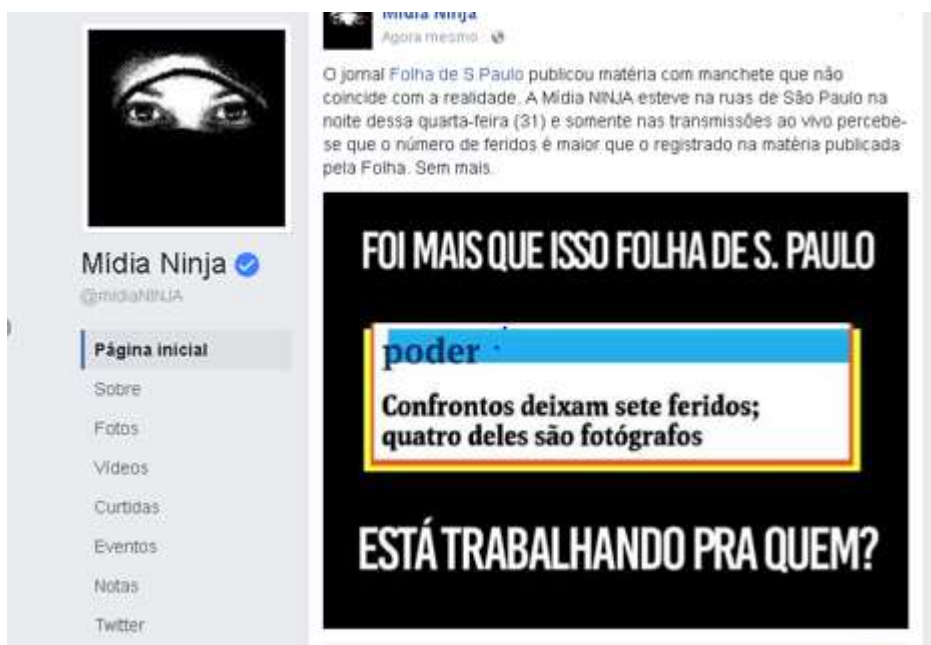 Mídia Ninja
@midiaNINJA
Página inicial
Sobre
Fotos
Vídeos
Curtidas
Eventos
Notas
Twitter
Mídia Ninja
Agora mesmo
O jornal Folha de S Paulo publicou matéria com manchete que não
coincide com a realidade. A Mídia NINJA esteve na ruas de São Paulo na
noite dessa quarta-feira (31) e somente nas transmissões ao vivo percebe-
se que o número de feridos é maior que o registrado na matéria publicada
pela Folha. Sem mais.
FOI MAIS QUE ISSO FOLHA DE S. PAULO
poder
Confrontos deixam sete feridos;
quatro deles são fotógrafos
ESTÁ TRABALHANDO PRA QUEM?